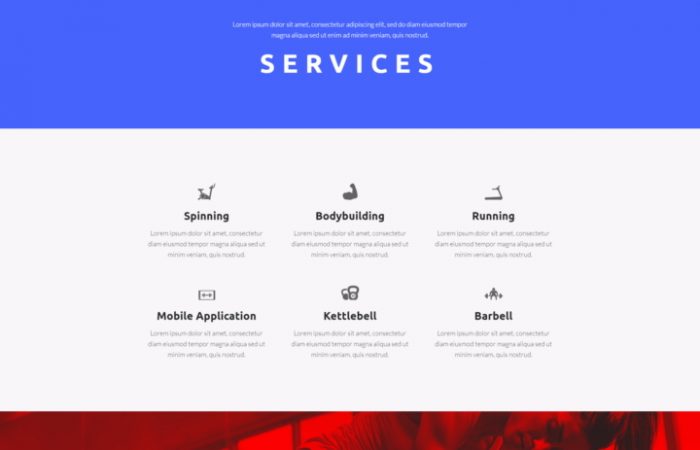 Lorem ipsum dolor sit amet, consectetur adipiscing elit, sed do diam eiusmod tempor
magna aliqua sed ut enim ad minim veniam, quis nostrud.
SERVICES
Spinning
Lorem ipsum dolor sit amet, consectetur
diam eiusmod tempor magna aliqua sed ut
minim veniam, quis nostrud.
Bodybuilding
Lorem ipsum dolor sit amet, consectetur
diam eiusmod tempor magna aliqua sed ut
minim veniam, quis nostrud.
Running
Lorem ipsum dolor sit amet, consectetur
diam eiusmod tempor magna aliqua sed ut
minim veniam, quis nostrud.
Mobile Application
Lorem ipsum dolor sit amet, consectetur
diam eiusmod tempor magna aliqua sed ut
minim veniam, quis nostrud.
Kettlebell
Lorem ipsum dolor sit amet, consectetur
diam eiusmod tempor magna aliqua sed ut
minim veniam, quis nostrud.
Barbell
Lorem ipsum dolor sit amet, consectetur
diam eiusmod tempor magna aliqua sed ut
minim veniam, quis nostrud.